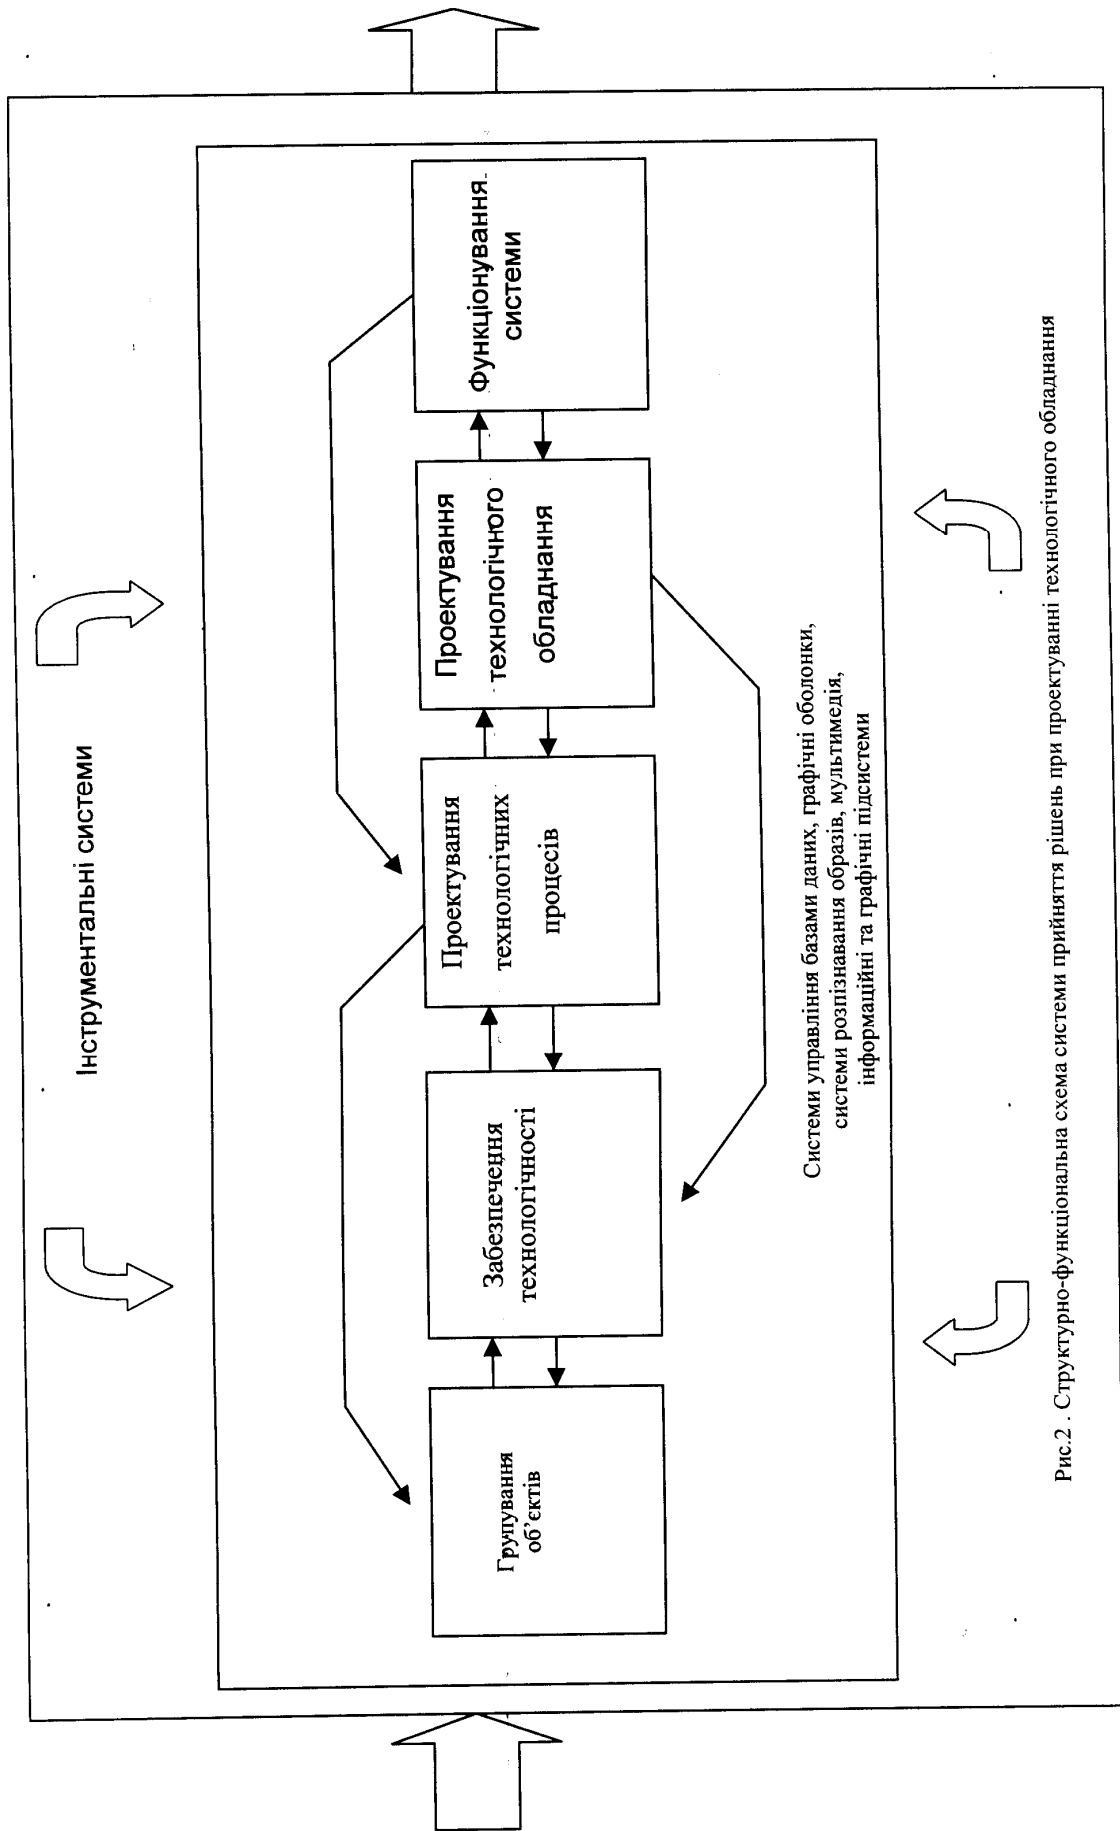 Інструментальні системи
Групування
об’єктів
Забезпечення
технологічності
Проектування
технологічних
процесів
Проектування
технологічного
обладнання
Функціонування
системи
Системи управління базами даних, графічні оболонки,
системи розпізнавання образів, мультимедія,
інформаційні та графічні підсистеми
Рис.2 . Структурно-функціональна схема системи прийняття рішень при проектуванні технологічного обладнання